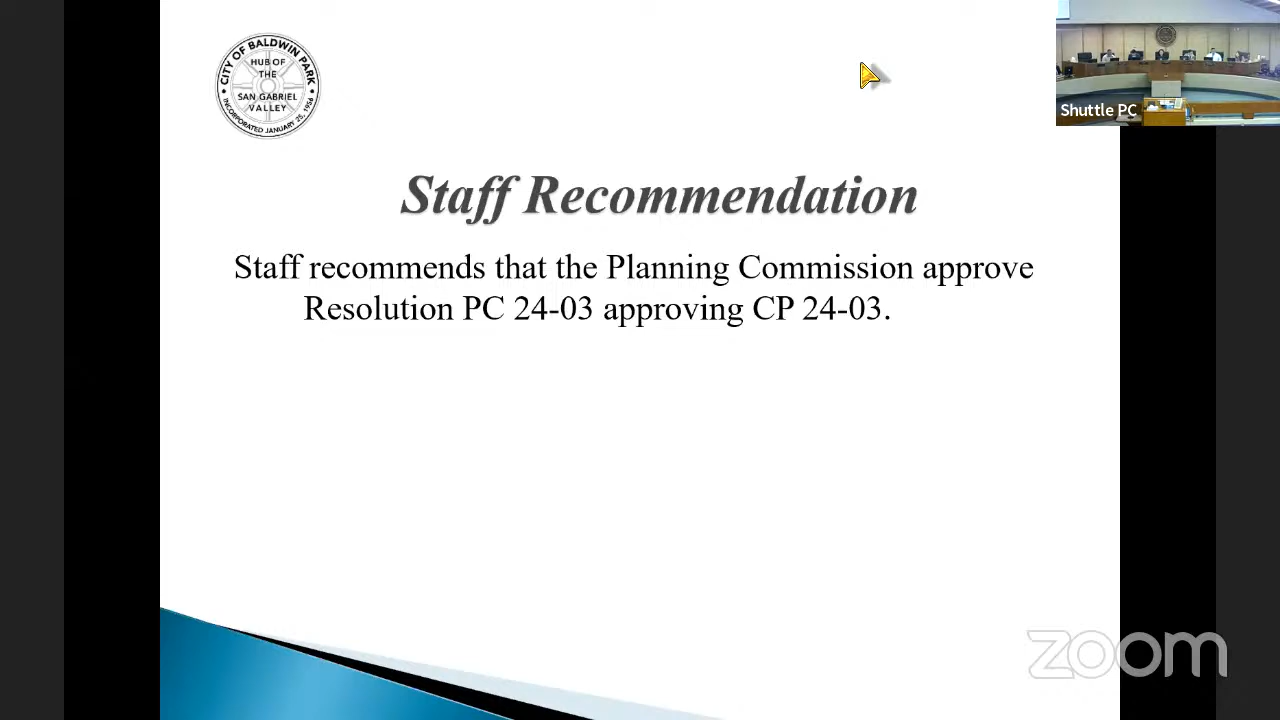 CITY OF BALDWIN PARK
HUB OF
THE
SAN GABRIEL
VALLEY
INCORPORATED JANUARY 25, 1956
Shuttle PC
Staff Recommendation
Staff recommends that the Planning Commission approve
Resolution PC 24-03 approving CP 24-03.
zoom